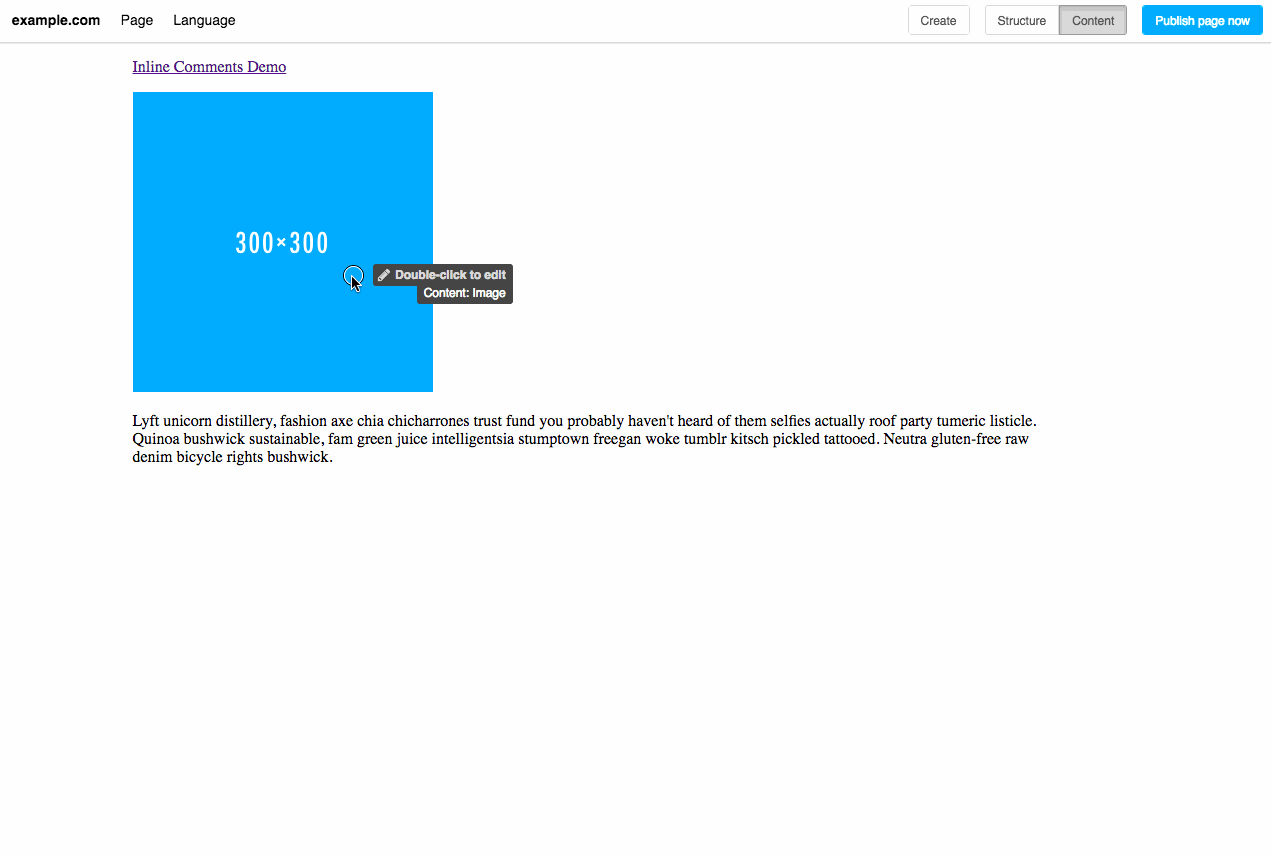 example.com Page Language Create Structure Content Publish page now
Inline Comments Demo
300×300
Double-click to edit
Content: Image
Lyft unicorn distillery, fashion axe chia chicharrones trust fund you probably haven't heard of them selfies actually roof party tumeric listicle.
Quinoa bushwick sustainable, fam green juice intelligentsia stumptown freegan woke tumblr kitsch pickled tattooed. Neutra gluten-free raw
denim bicycle rights bushwick.